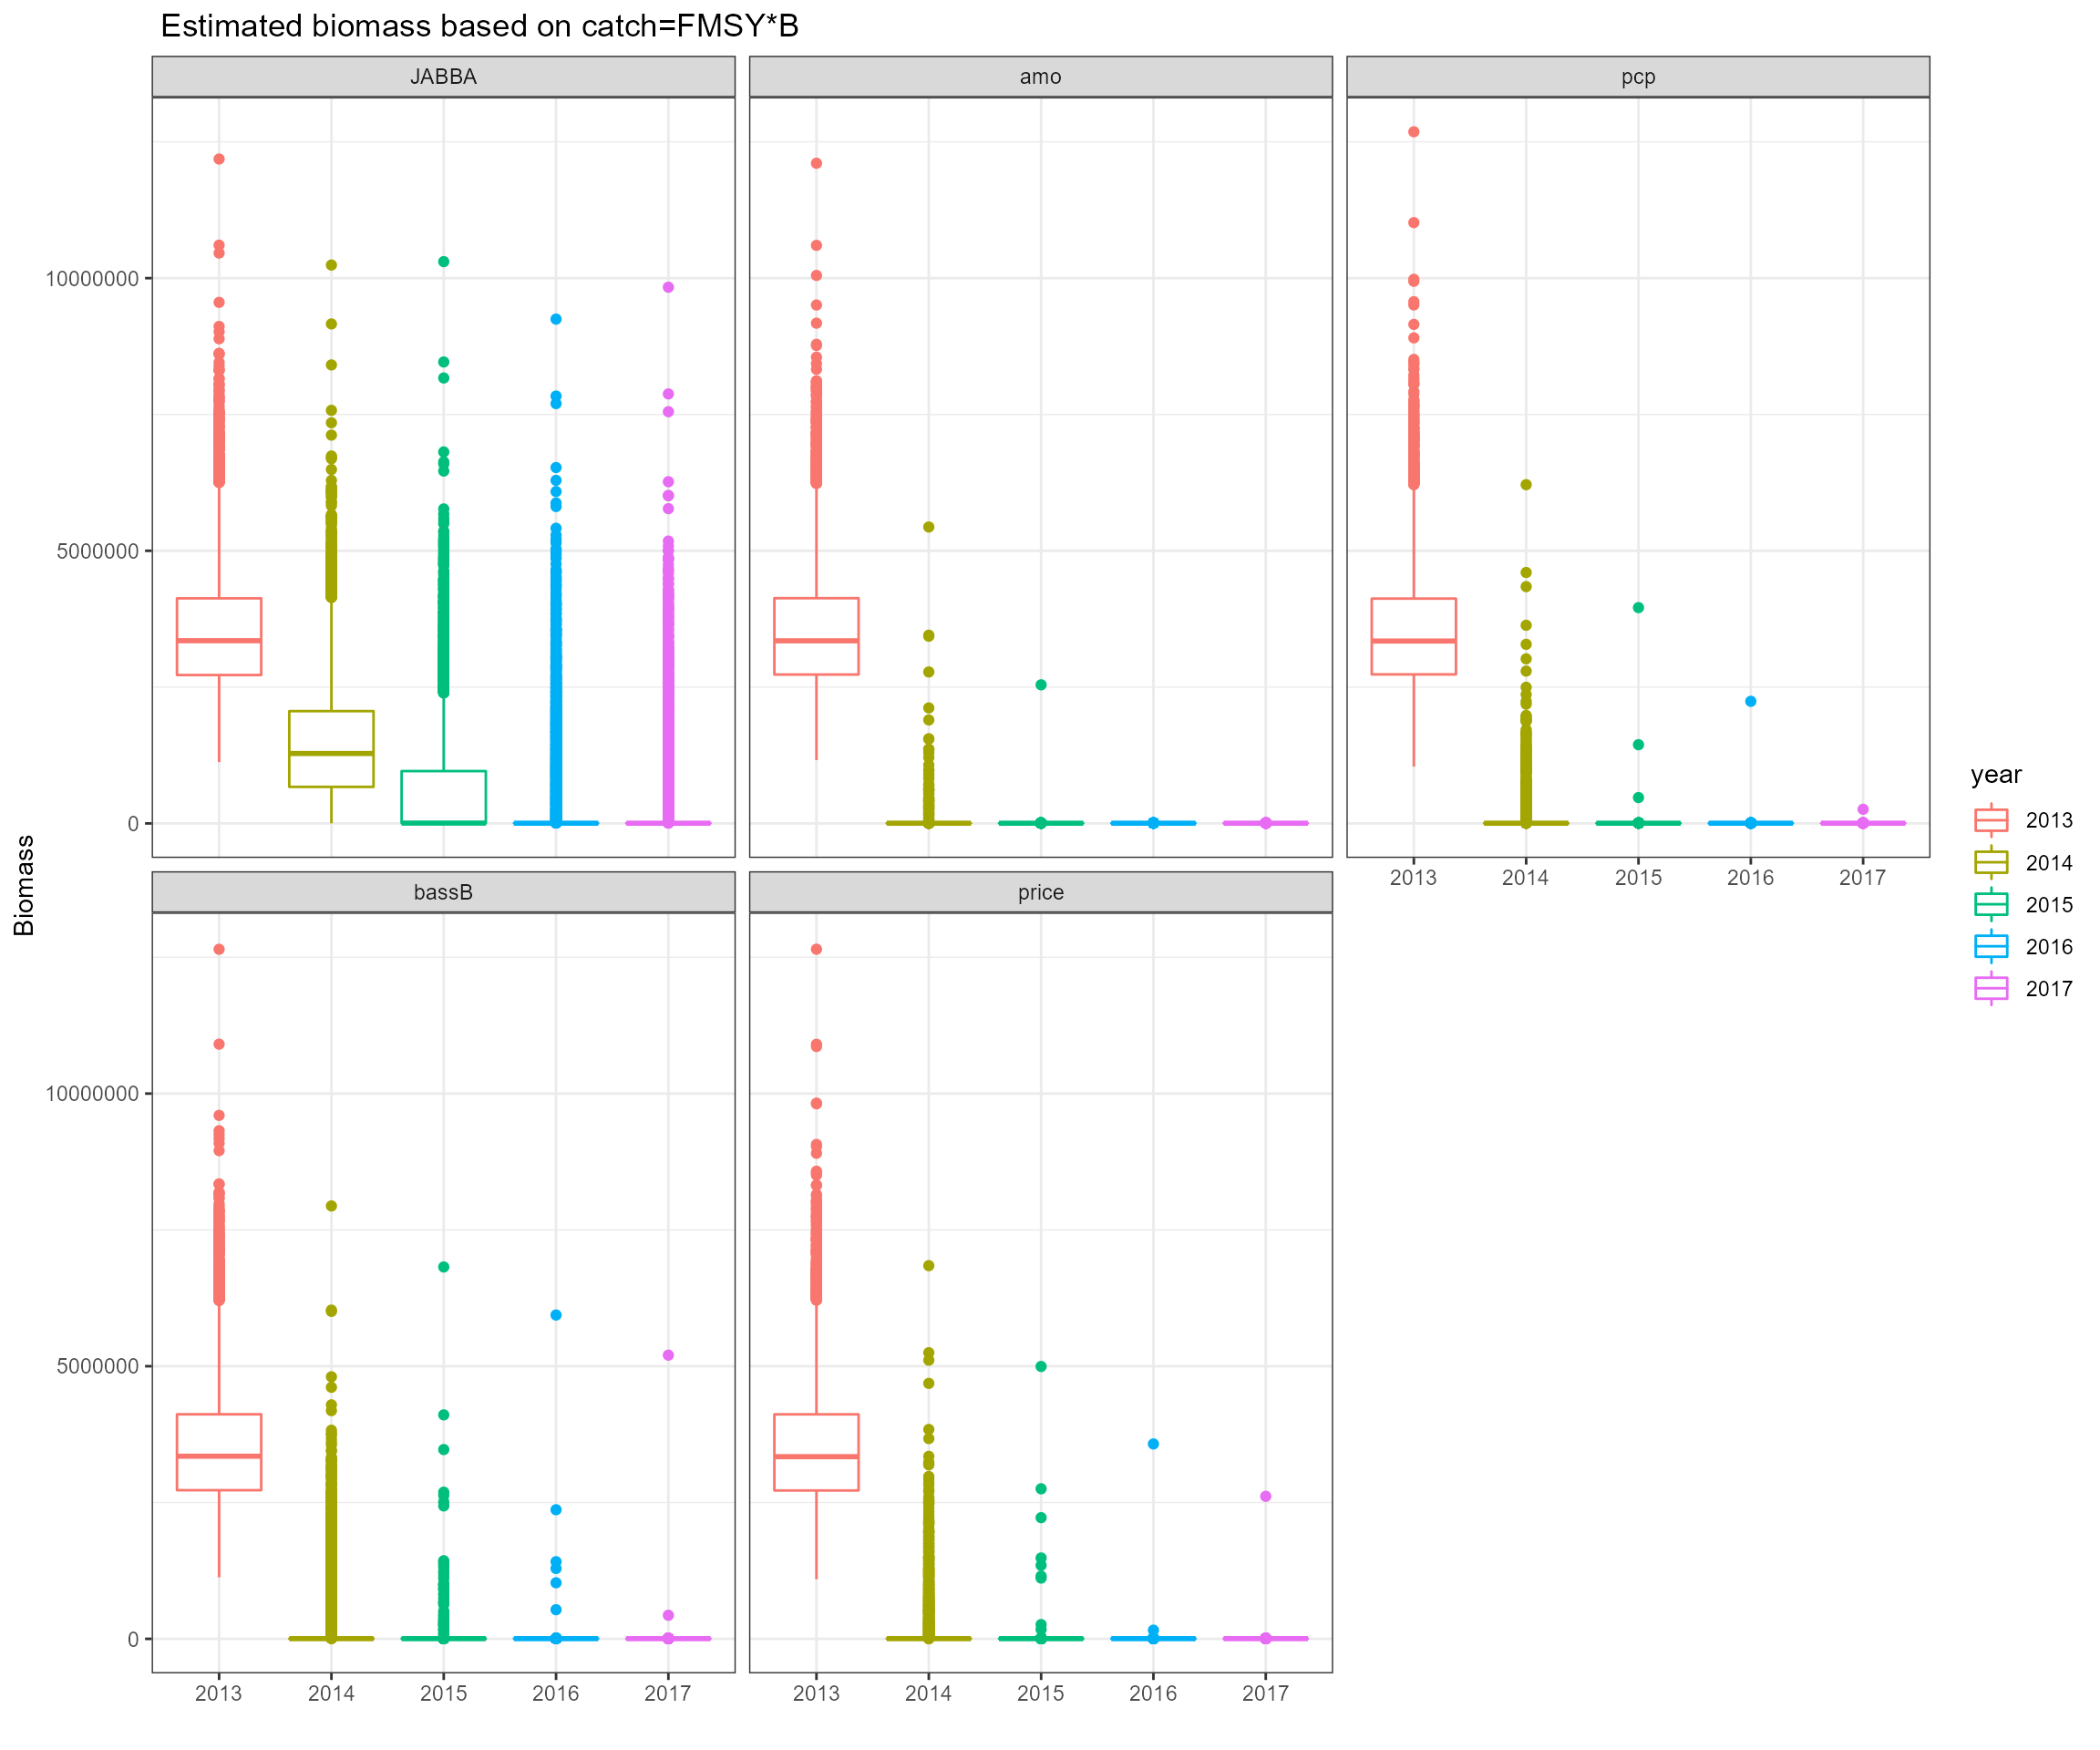 Estimated biomass based on catch=FMSY*B
JABBA
amo
pcp
10000000
5000000
0
2013 2014 2015 2016 2017
Biomass
bassB
price
10000000
5000000
0
2013 2014 2015 2016 2017
2013 2014 2015 2016 2017
year
2013
2014
2015
2016
2017